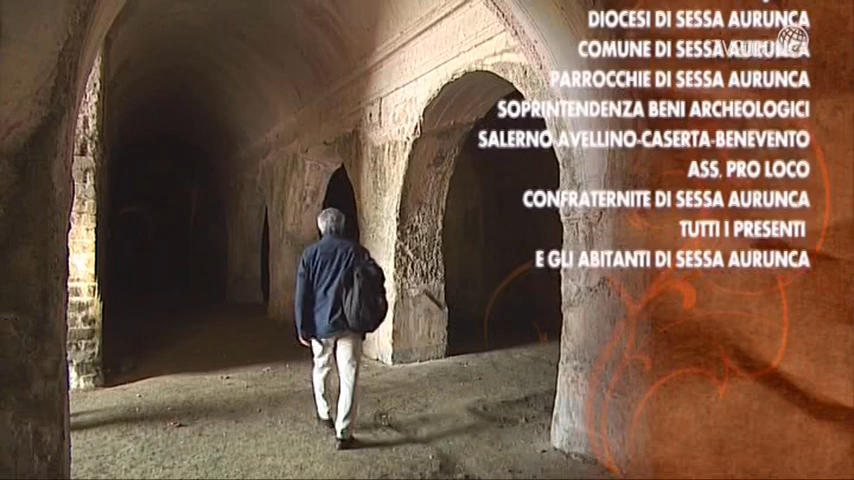 DIOCESI DI SESSA AURUNCA
COMUNE DI SESSA AURUNCA
PARROCCHIE DI SESSA AURUNCA
SOPRINTENDENZA BENI ARCHEOLOGICI
SALERNO-AVELLINO-CASERTA-BENEVENTO
ASS. PRO LOCO
CONFRATERNITE DI SESSA AURUNCA
TUTTI I PRESENTI
E GLI ABITANTI DI SESSA AURUNCA